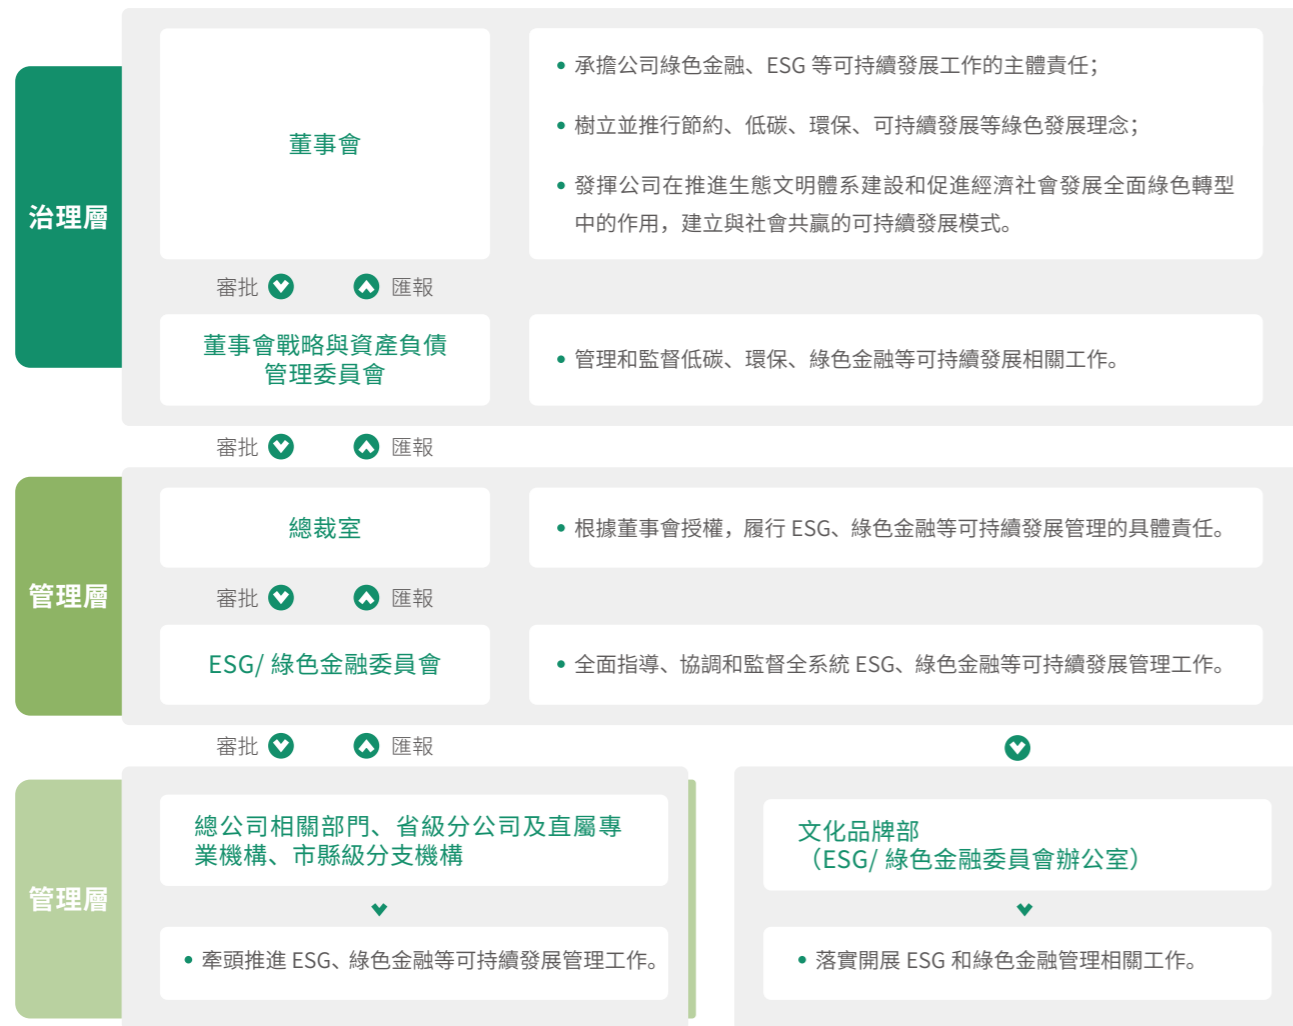 治理層
董事會
承擔公司綠色金融、ESG 等可持續發展工作的主體責任；
樹立並推行節約、低碳、環保、可持續發展等綠色發展理念；
發揮公司在推進生態文明體系建設和促進經濟社會發展全面綠色轉型
中的作用，建立與社會共贏的可持續發展模式。
審批 匯報
董事會戰略與資產負債
管理委員會
管理和監督低碳、環保、綠色金融等可持續發展相關工作。
審批 匯報
管理層
總裁室
根據董事會授權，履行 ESG、綠色金融等可持續發展管理的具體責任。
審批 匯報
ESG/ 綠色金融委員會
全面指導、協調和監督全系統 ESG、綠色金融等可持續發展管理工作。
審批 匯報
管理層
總公司相關部門、省級分公司及直屬專
業機構、市縣級分支機構
牽頭推進 ESG、綠色金融等可持續發展管理工作。
文化品牌部
（ESG/ 綠色金融委員會辦公室）
落實開展 ESG 和綠色金融管理相關工作。